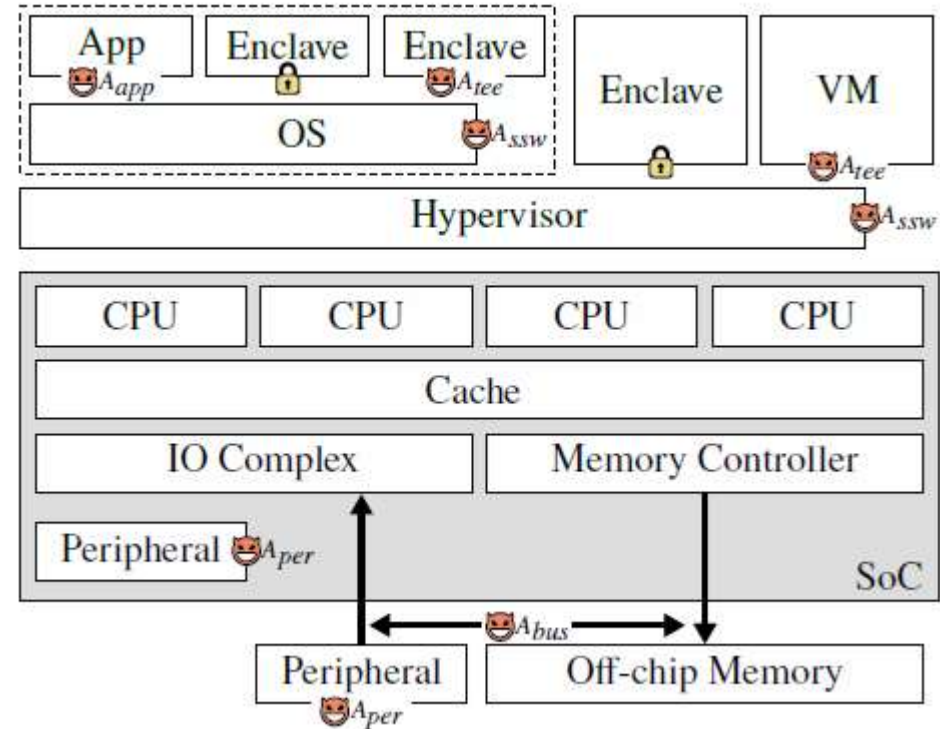 App Enclave Enclave
A_app A_tee
OS A_ssw
Enclave VM
A_tee
Hypervisor A_ssw
CPU CPU CPU CPU
Cache
IO Complex Memory Controller
Peripheral A_per
SoC
A_bus
Peripheral Off-chip Memory
A_per